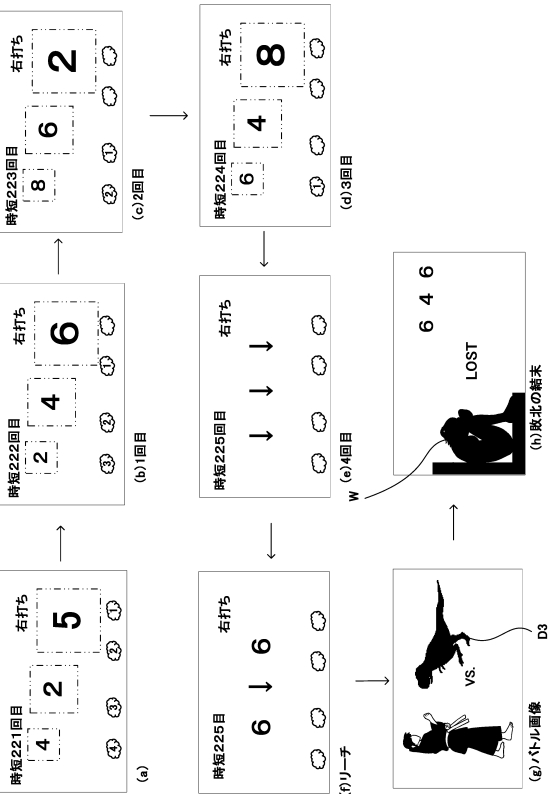 時短221回目 右打ち
4 2 5
4 3 2 1
(a)
時短222回目 右打ち
2 4 6
3 2 1
(b)1回目
時短223回目 右打ち
8 6 2
2 1
(c)2回目
時短224回目 右打ち
6 4 8
1
(d)3回目
時短225回目 右打ち
(e)4回目
時短225目 右打ち
6 6
(f)リーチ
VS.
D3
(g)バトル画像
6 4 6
LOST
W
(h)敗北の結末